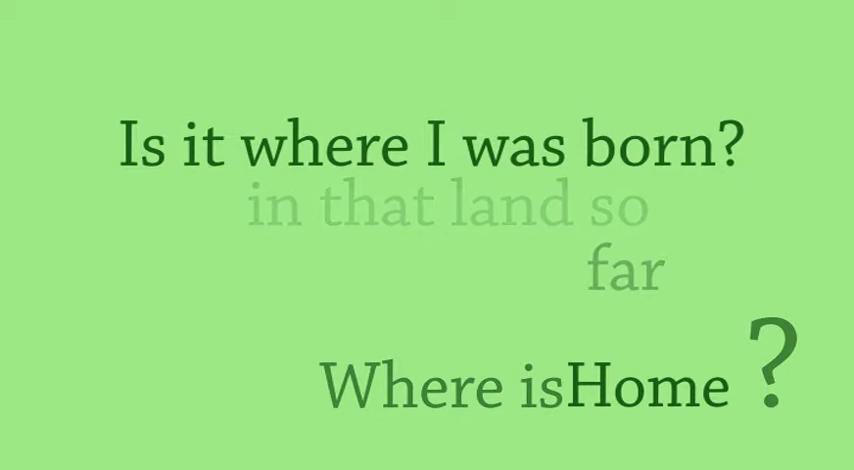 Is it where I was born?
in that land so
far
Where isHome ?